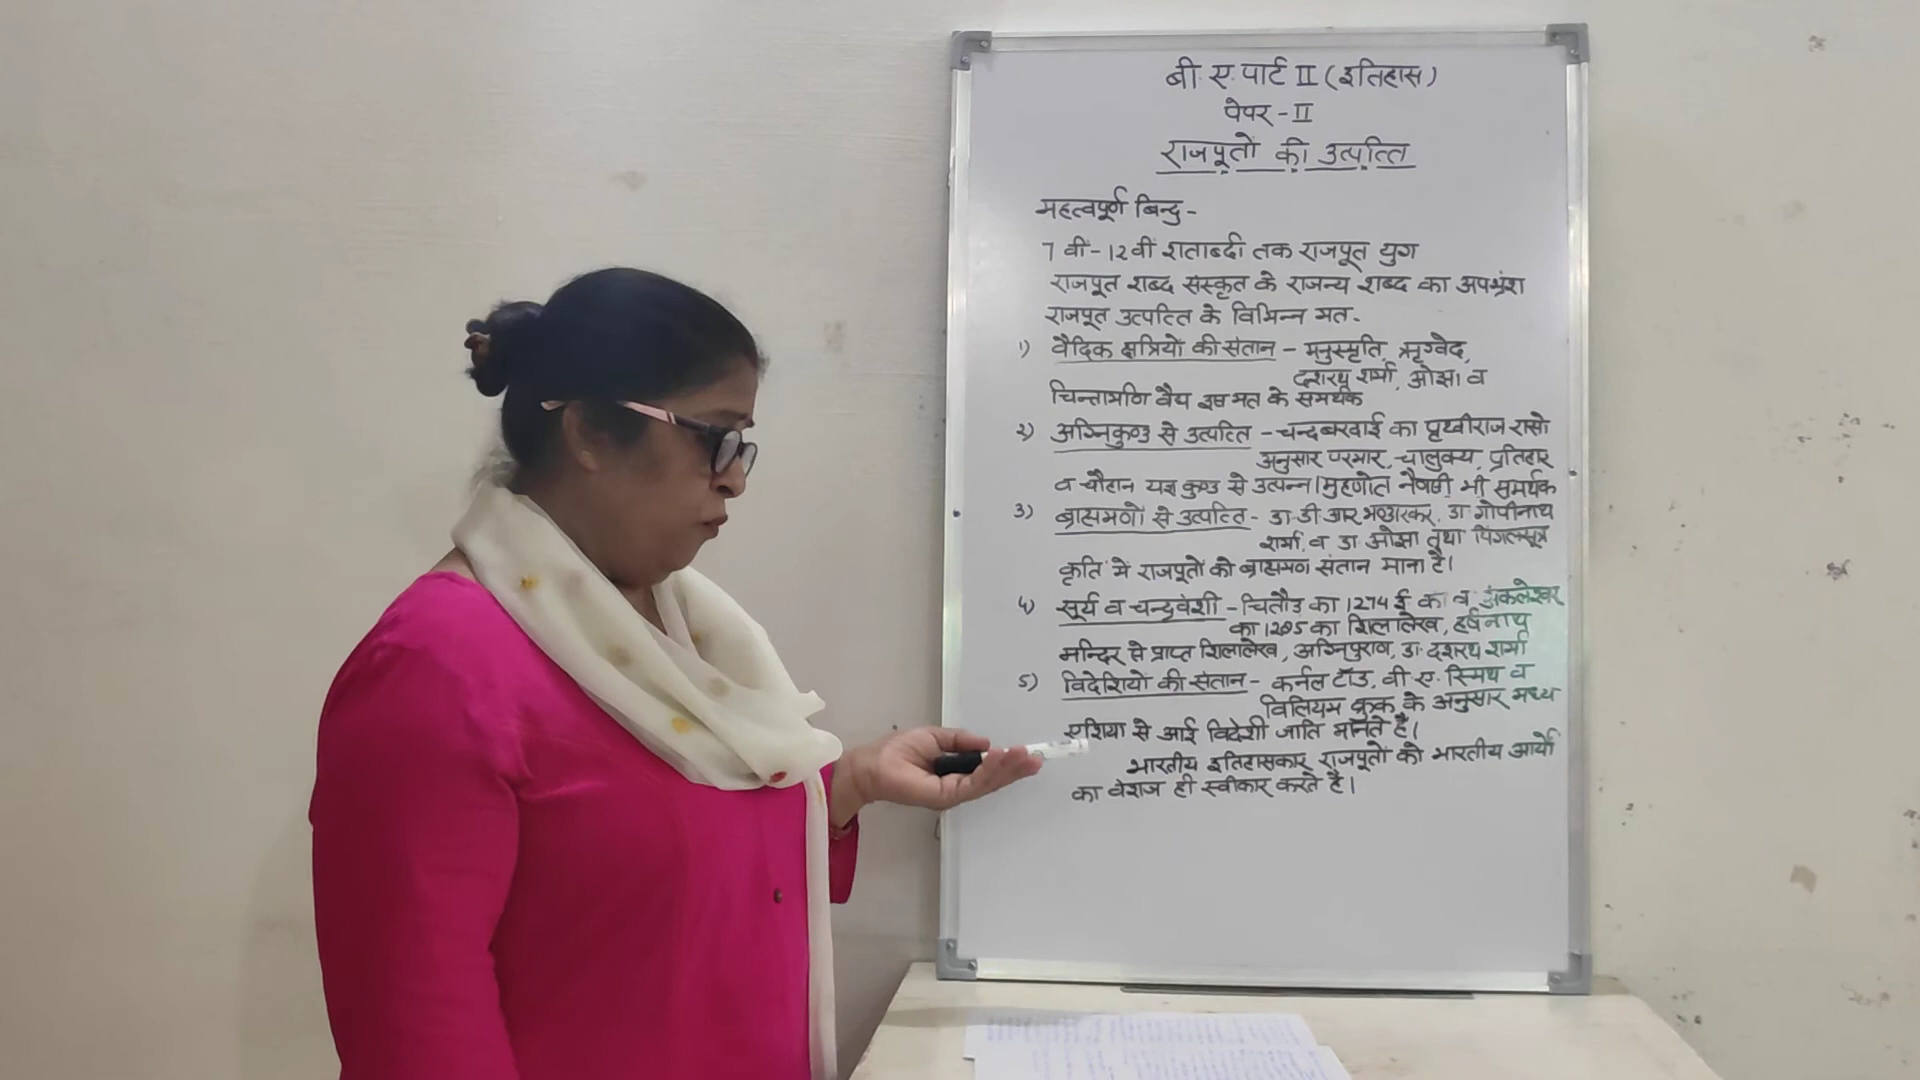 बी. ए. पार्ट II (इतिहास)
पेपर - II
राजपूतों की उत्पत्ति
महत्वपूर्ण बिन्दु -
7 वीं - 12 वीं शताब्दी तक राजपूत युग
राजपूत शब्द संस्कृत के राजन्य शब्द का अपभ्रंश
राजपूत उत्पत्ति के विभिन्न मत -
1) वैदिक क्षत्रियों की संतान - मनुस्मृति, ऋग्वेद,
दशरथ शर्मा, ओझा व
चिन्तामणि वैय इस मत के समर्थक
2) अग्निकुण्ड से उत्पत्ति - चन्दबरदाई का पृथ्वीराज रासो
अनुसार परमार, चालुक्य, प्रतिहार
व चौहान यज्ञ कुण्ड से उत्पन्न। मुहणोत नैणसी भी समर्थक
3) ब्राह्मणों से उत्पत्ति - डा. डी आर भण्डारकर, डा गोपीनाथ
शर्मा, व डा. ओझा तथा पिंगलसूत्र
कृति में राजपूतों को ब्राह्मण संतान माना है।
4) सूर्य व चन्द्रवंशी - चितौड का 1274 ई का व अंकलेश्वर
का 1285 का शिलालेख, हर्षनाथ
मन्दिर से प्राप्त शिलालेख, अग्निपुराण, डा. दशरथ शर्मा
5) विदेशियों की संतान - कर्नल टॉड, वी. ए. स्मिथ व
विलियम क्रुक के अनुसार मध्य
एशिया से आई विदेशी जाति मानते हैं।
भारतीय इतिहासकार राजपूतों को भारतीय आर्यों
का वंशज ही स्वीकार करते है।